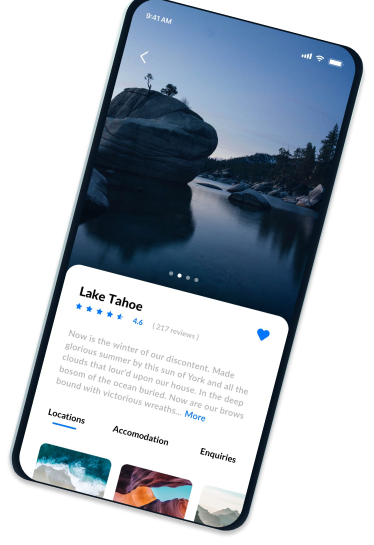 9:41 AM
Lake Tahoe
4.6 ( 217 reviews )
Now is the winter of our discontent. Made
glorious summer by this sun of York and all the
clouds that lour'd upon our house. In the deep
bosom of the ocean buried. Now are our brows
bound with victorious wreaths... More
Locations Accomodation Enquiries